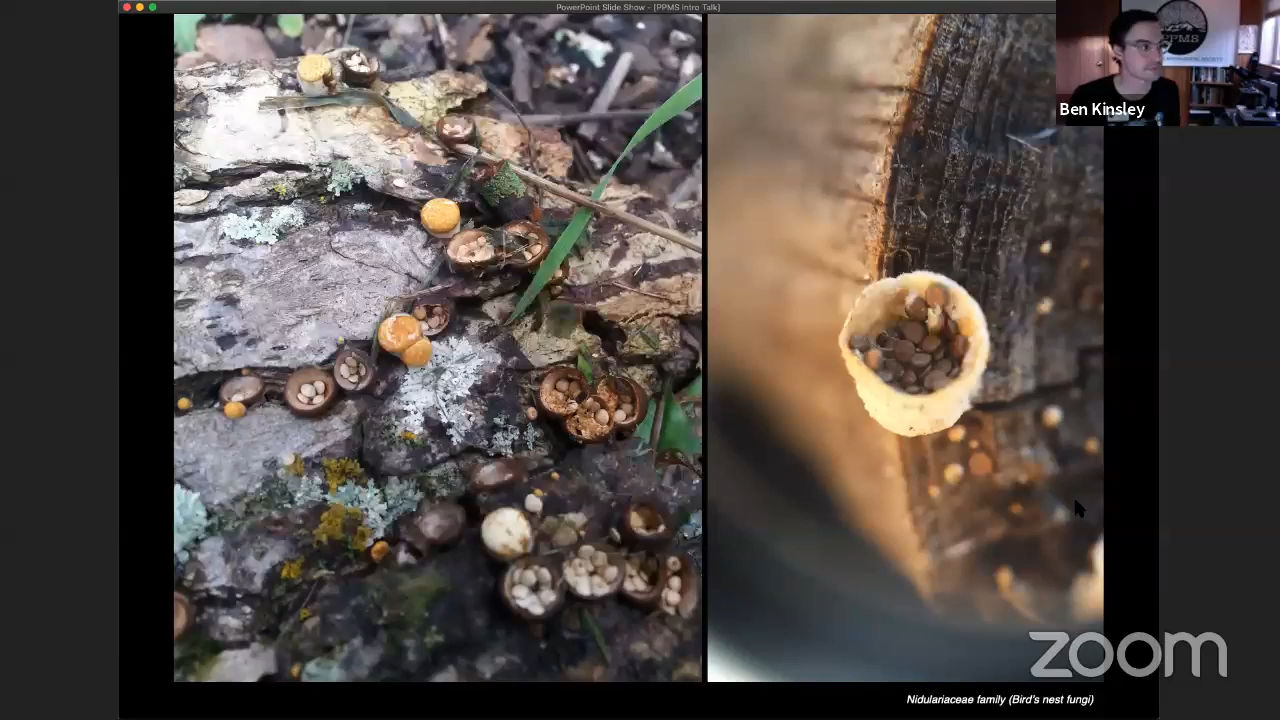 PowerPoint Slide Show - [PPMS Intro Talk]
PPMS
Ben Kinsley
zoom
Nidulariaceae family (Bird's nest fungi)